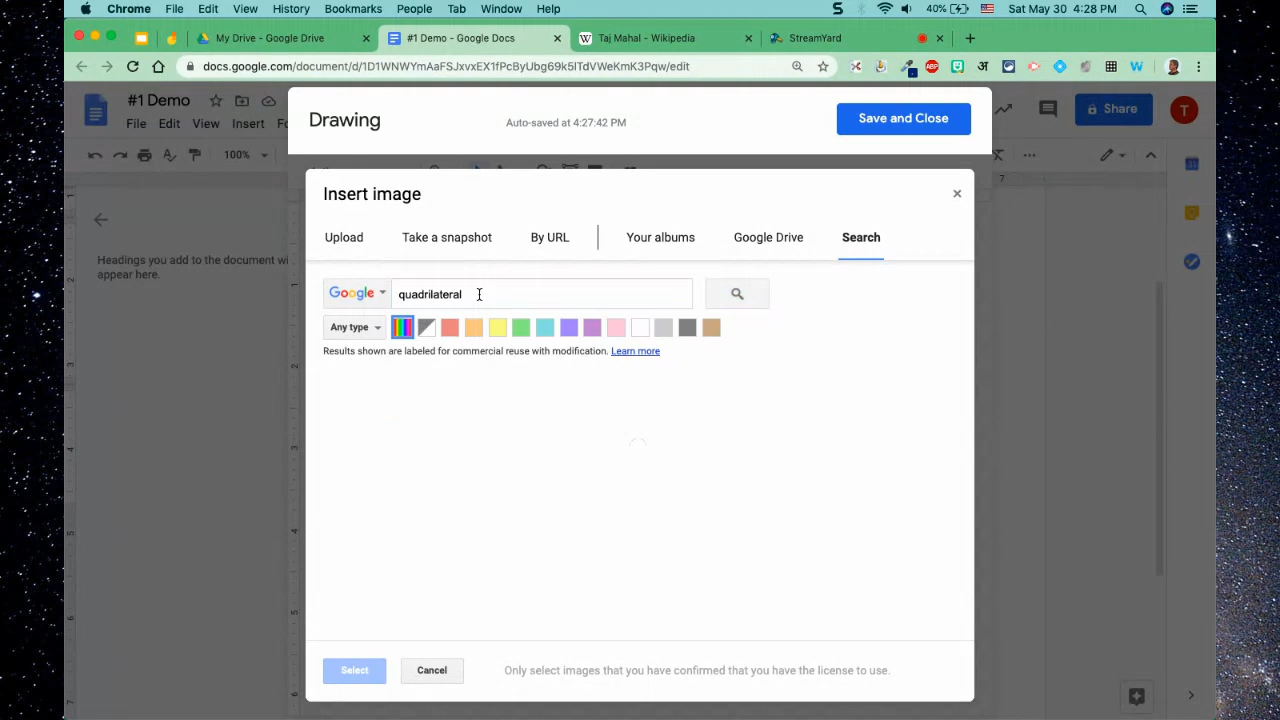 Chrome File Edit View History Bookmarks People Tab Window Help 40% Sat May 30 4:28 PM
My Drive - Google Drive #1 Demo - Google Docs Taj Mahal - Wikipedia StreamYard
docs.google.com/document/d/1D1WNWYmAaFSJxvxEX1fPcByUbg69k5lTdVWeKmK3Pqw/edit
#1 Demo
File Edit View Insert
Share
T
100%
Drawing
Auto-saved at 4:27:42 PM
Save and Close
Headings you add to the document wi
appear here.
Insert image
Upload Take a snapshot By URL Your albums Google Drive Search
Google quadrilateral
Any type
Results shown are labeled for commercial reuse with modification. Learn more
Select Cancel Only select images that you have confirmed that you have the license to use.